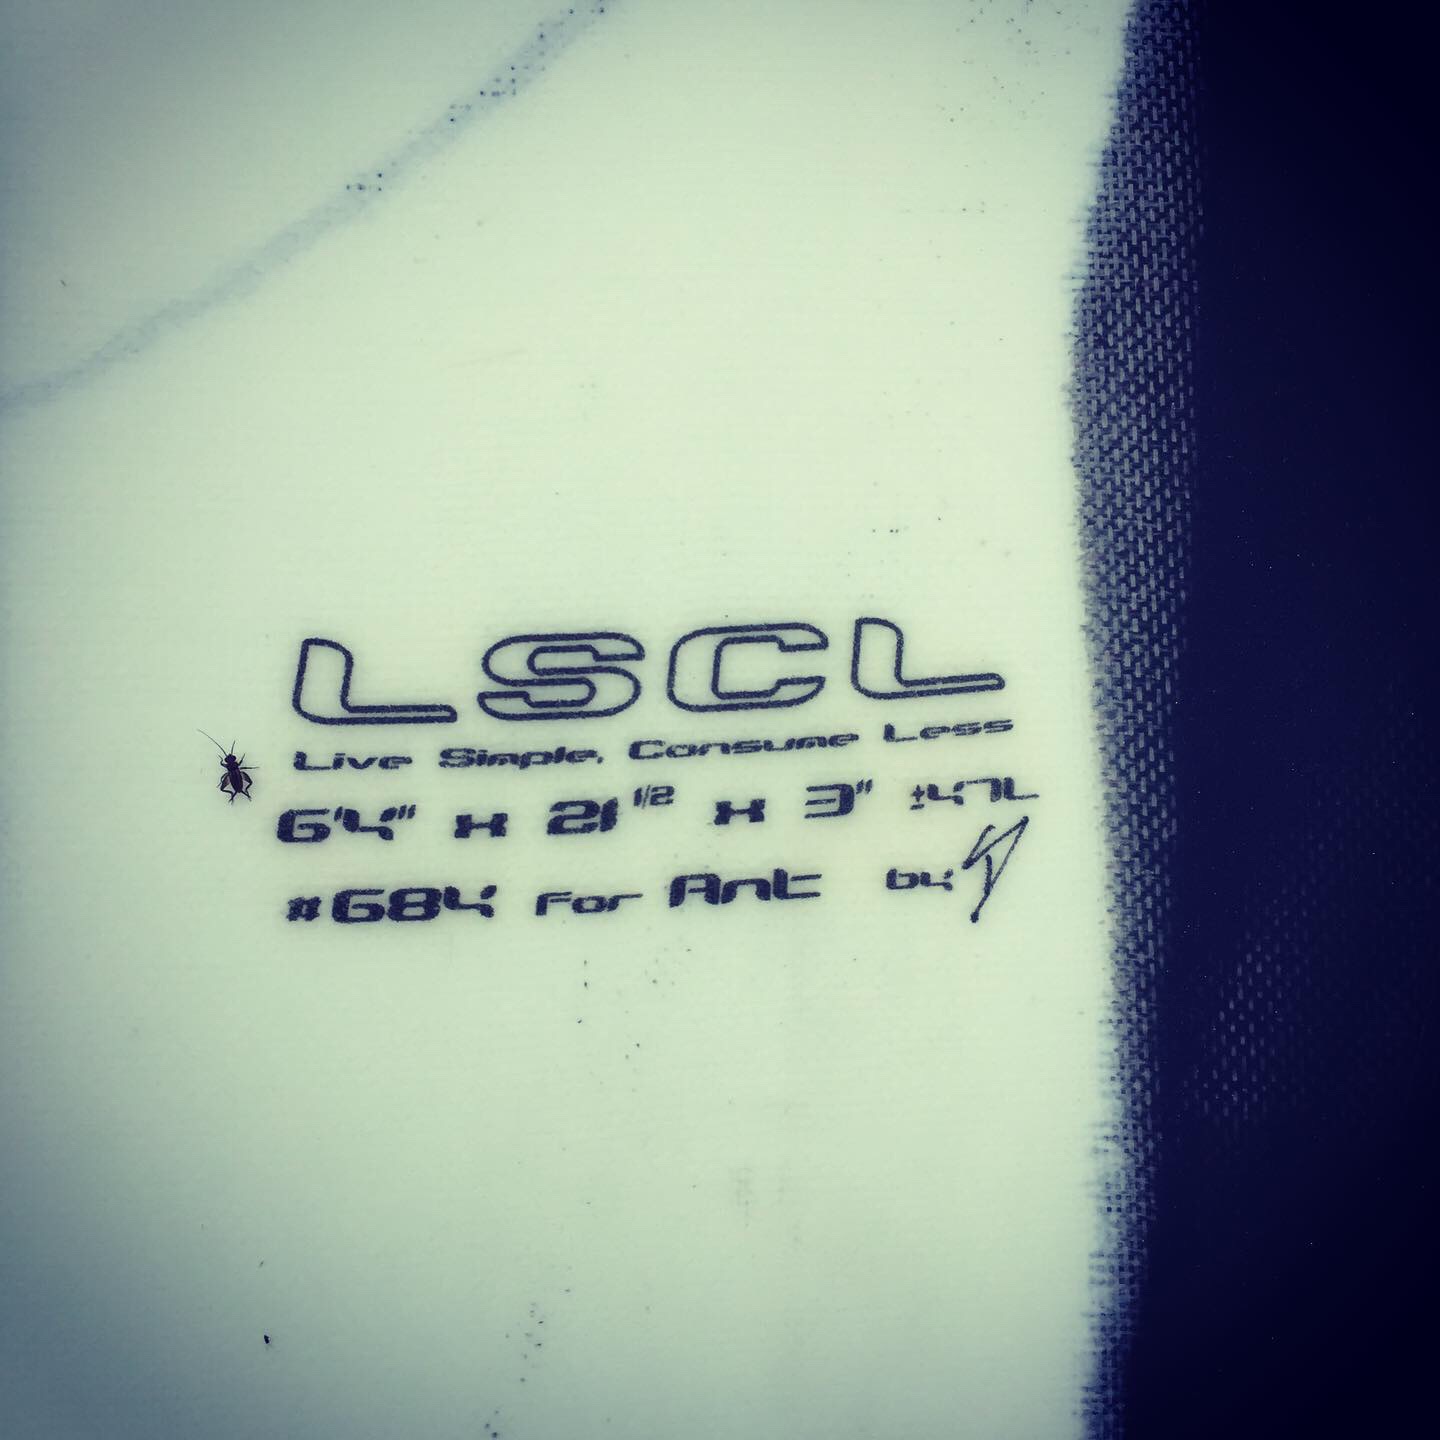 LSCL
Live Simple, Consume Less
6'4" x 21 1/2 x 3" ±47L
#684 For Ant by